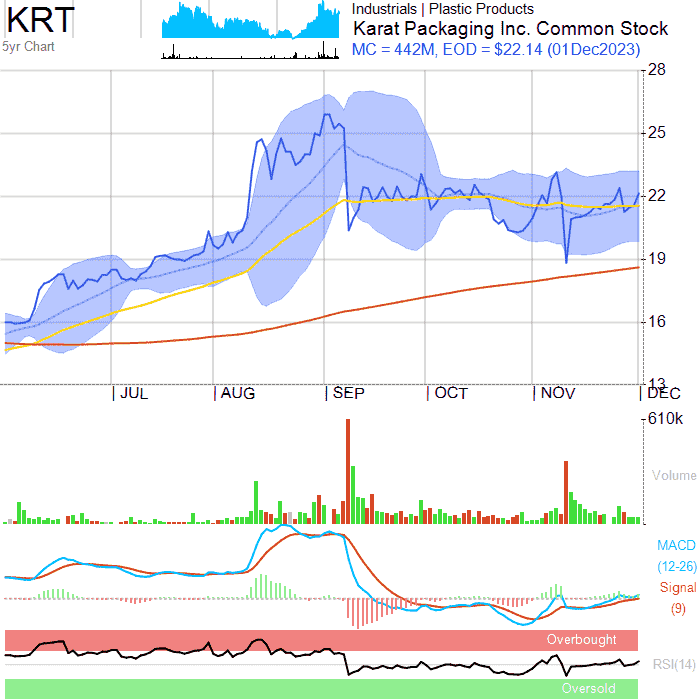 KRT
5yr Chart
Industrials | Plastic Products
Karat Packaging Inc. Common Stock
MC = 442M, EOD = $22.14 (01Dec2023)
28
25
22
19
16
13
JUL AUG SEP OCT NOV DEC
610k
Volume
MACD
(12-26)
Signal
(9)
Overbought
RSI(14)
Oversold